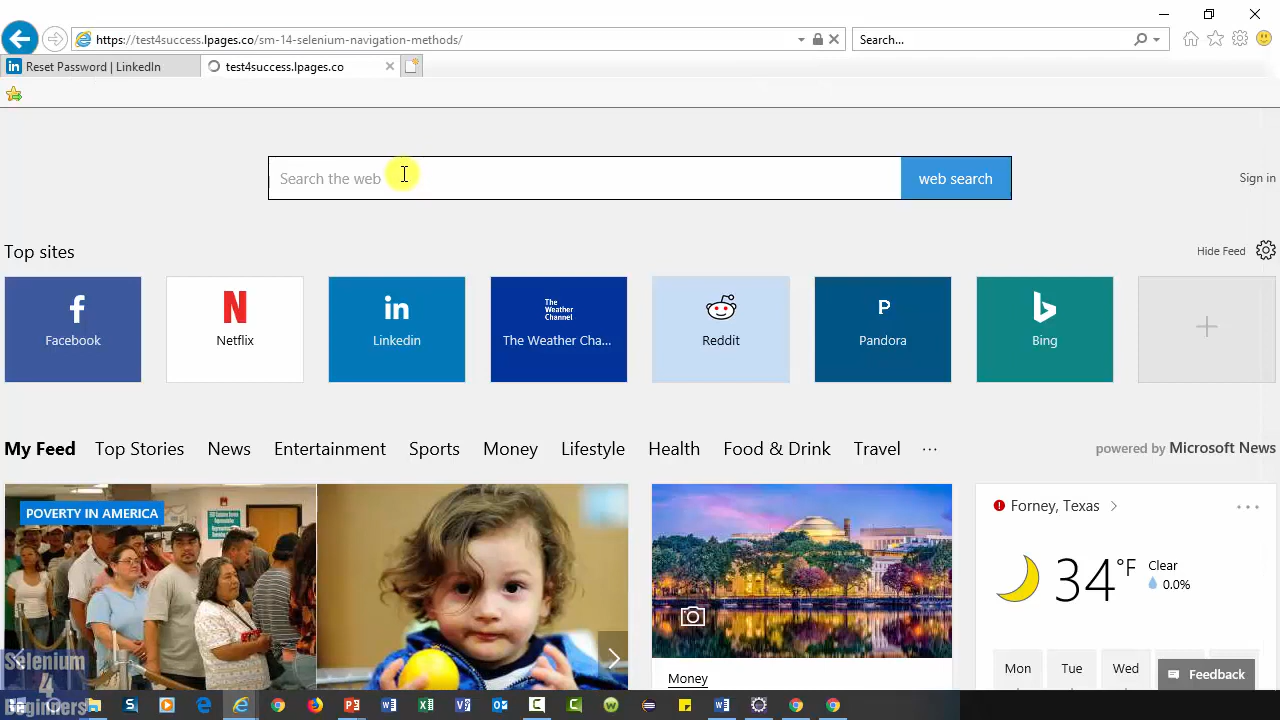 https://test4success.lpages.co/sm-14-selenium-navigation-methods/
Search...
Reset Password | LinkedIn
test4success.lpages.co
Search the web
web search
Sign in
Top sites
Hide Feed
Facebook
Netflix
Linkedin
The Weather Channel
The Weather Cha...
Reddit
P
Pandora
Bing
My Feed
Top Stories
News
Entertainment
Sports
Money
Lifestyle
Health
Food & Drink
Travel
powered by Microsoft News
POVERTY IN AMERICA
Forney, Texas
34°F
Clear
0.0%
Mon
Tue
Wed
Money
Feedback
Selenium
4
Beginners